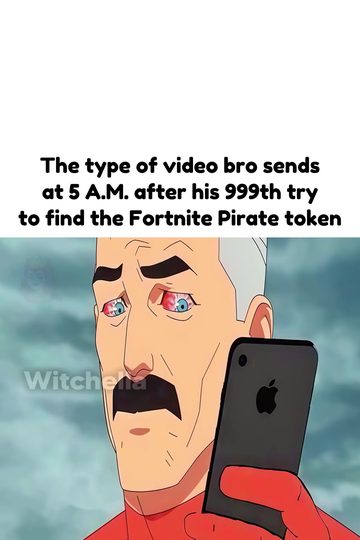 The type of video bro sends
at 5 A.M. after his 999th try
to find the Fortnite Pirate token
Witchella